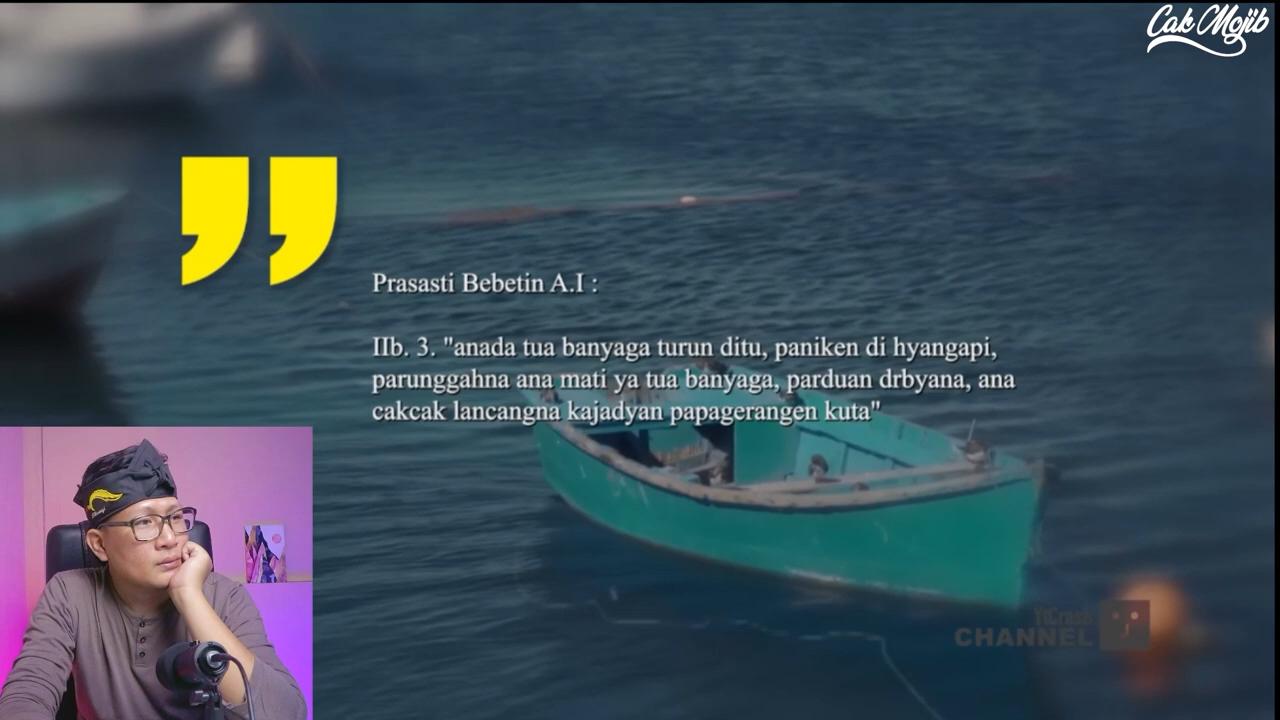 Cak Mojib
Prasasti Bebetin A.I :
IIb. 3. "anada tua banyaga turun ditu, paniken di hyangapi,
parunggahna ana mati ya tua banyaga, parduan drbyana, ana
cakcak lancangna kajadyan papagerangen kuta"
CHANNEL